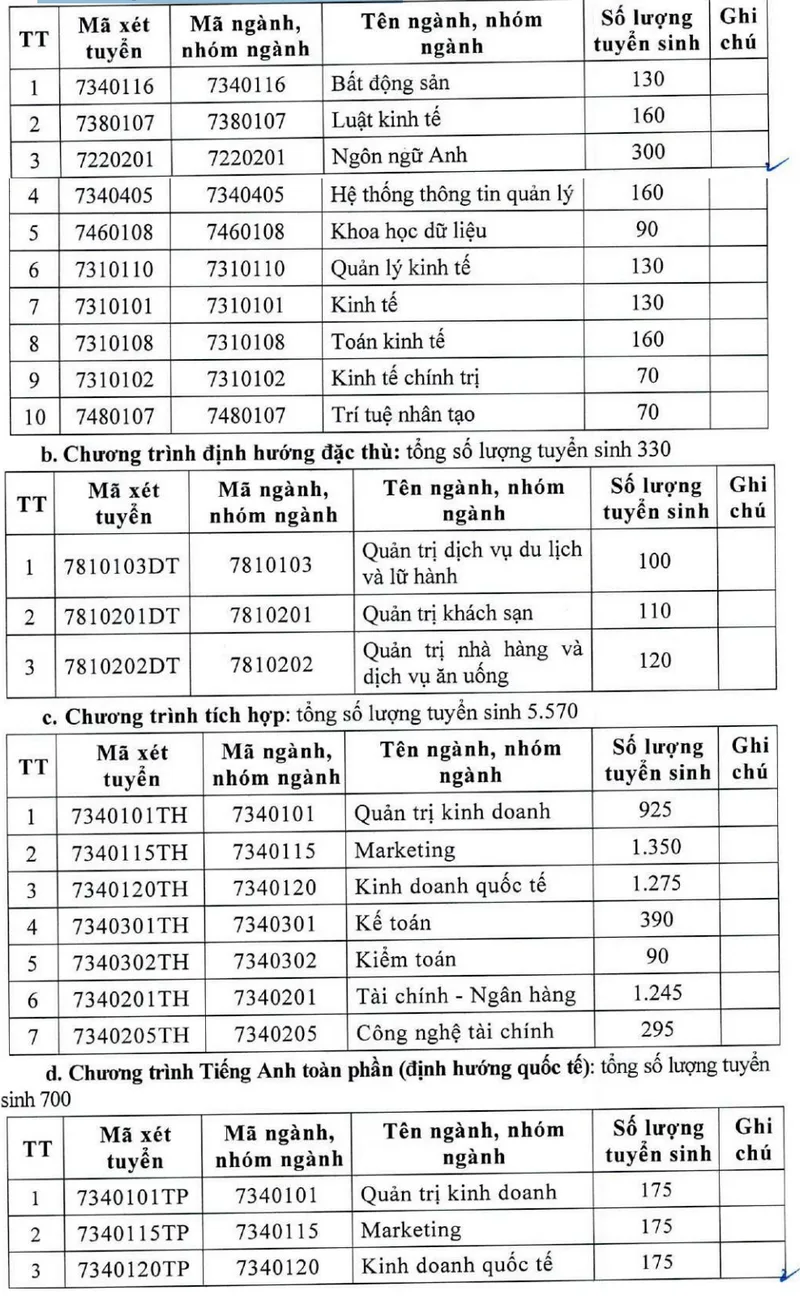 TT Mã xét tuyển Mã ngành, nhóm ngành Tên ngành, nhóm ngành Số lượng tuyển sinh Ghi chú
1 7340116 7340116 Bất động sản 130
2 7380107 7380107 Luật kinh tế 160
3 7220201 7220201 Ngôn ngữ Anh 300
4 7340405 7340405 Hệ thống thông tin quản lý 160
5 7460108 7460108 Khoa học dữ liệu 90
6 7310110 7310110 Quản lý kinh tế 130
7 7310101 7310101 Kinh tế 130
8 7310108 7310108 Toán kinh tế 160
9 7310102 7310102 Kinh tế chính trị 70
10 7480107 7480107 Trí tuệ nhân tạo 70
b. Chương trình định hướng đặc thù: tổng số lượng tuyển sinh 330
TT Mã xét tuyển Mã ngành, nhóm ngành Tên ngành, nhóm ngành Số lượng tuyển sinh Ghi chú
1 7810103DT 7810103 Quản trị dịch vụ du lịch và lữ hành 100
2 7810201DT 7810201 Quản trị khách sạn 110
3 7810202DT 7810202 Quản trị nhà hàng và dịch vụ ăn uống 120
c. Chương trình tích hợp: tổng số lượng tuyển sinh 5.570
TT Mã xét tuyển Mã ngành, nhóm ngành Tên ngành, nhóm ngành Số lượng tuyển sinh Ghi chú
1 7340101TH 7340101 Quản trị kinh doanh 925
2 7340115TH 7340115 Marketing 1.350
3 7340120TH 7340120 Kinh doanh quốc tế 1.275
4 7340301TH 7340301 Kế toán 390
5 7340302TH 7340302 Kiểm toán 90
6 7340201TH 7340201 Tài chính - Ngân hàng 1.245
7 7340205TH 7340205 Công nghệ tài chính 295
d. Chương trình Tiếng Anh toàn phần (định hướng quốc tế): tổng số lượng tuyển
sinh 700
TT Mã xét tuyển Mã ngành, nhóm ngành Tên ngành, nhóm ngành Số lượng tuyển sinh Ghi chú
1 7340101TP 7340101 Quản trị kinh doanh 175
2 7340115TP 7340115 Marketing 175
3 7340120TP 7340120 Kinh doanh quốc tế 175